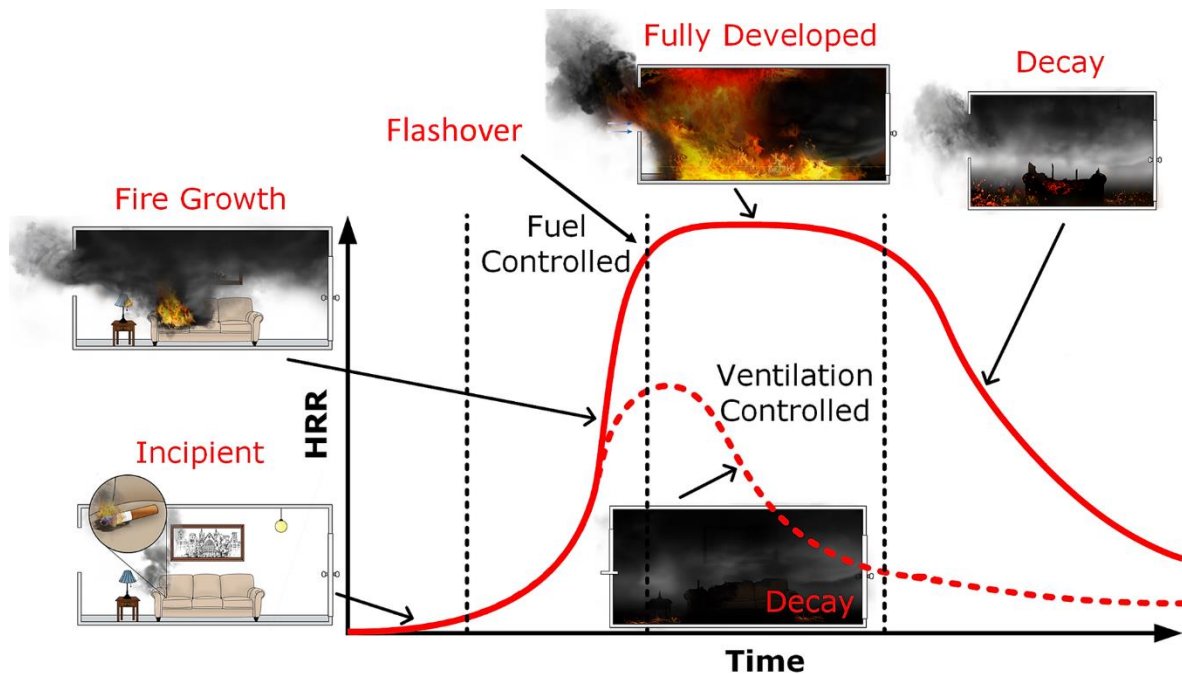 Fully Developed
Decay
Flashover
Fire Growth
Fuel
Controlled
Ventilation
Controlled
HRR
Incipient
Decay
Time